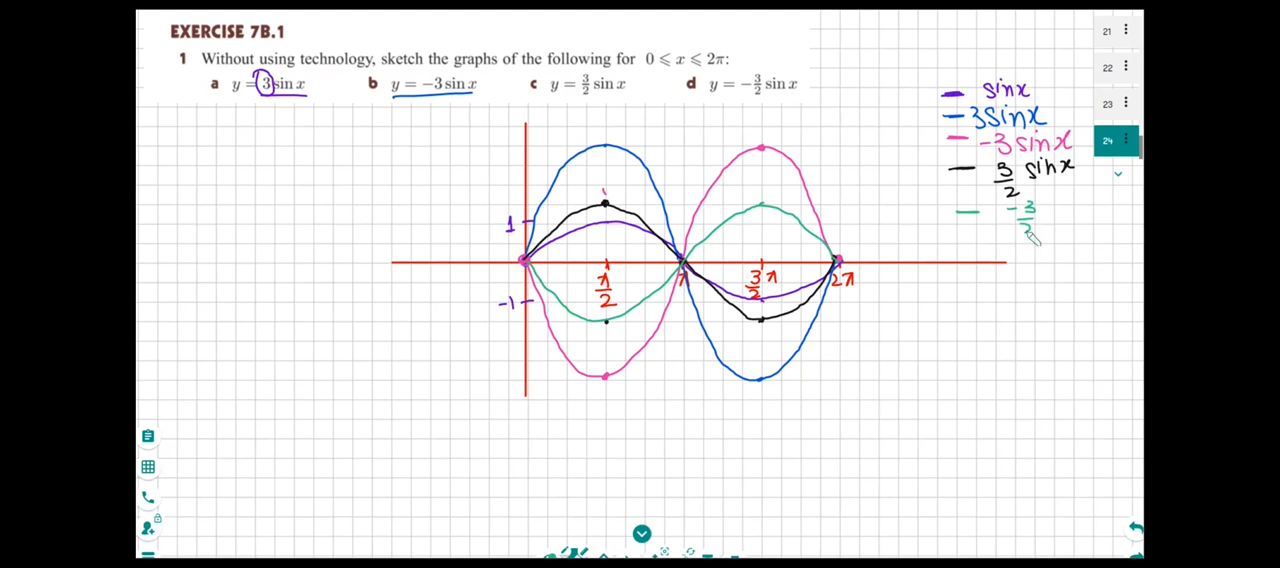 EXERCISE 7B.1
1 Without using technology, sketch the graphs of the following for 0 ⩽ x ⩽ 2π:
a y = 3 sin x b y = −3 sin x c y = 3/2 sin x d y = −3/2 sin x
21
22
23
24
sinx
3sinx
-3sinx
3/2 sinx
-3/2
1
-1
π/2
π
3/2 π
2π